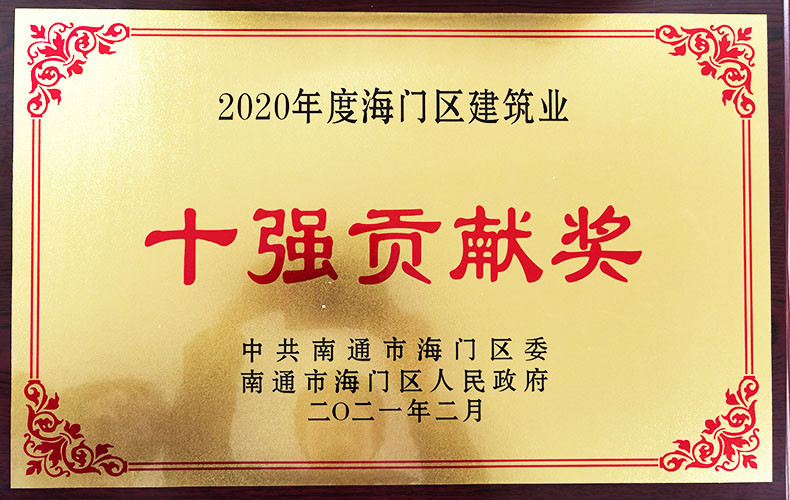 2020年度海门区建筑业
十强贡献奖
中共南通市海门区委
南通市海门区人民政府
二〇二一年二月